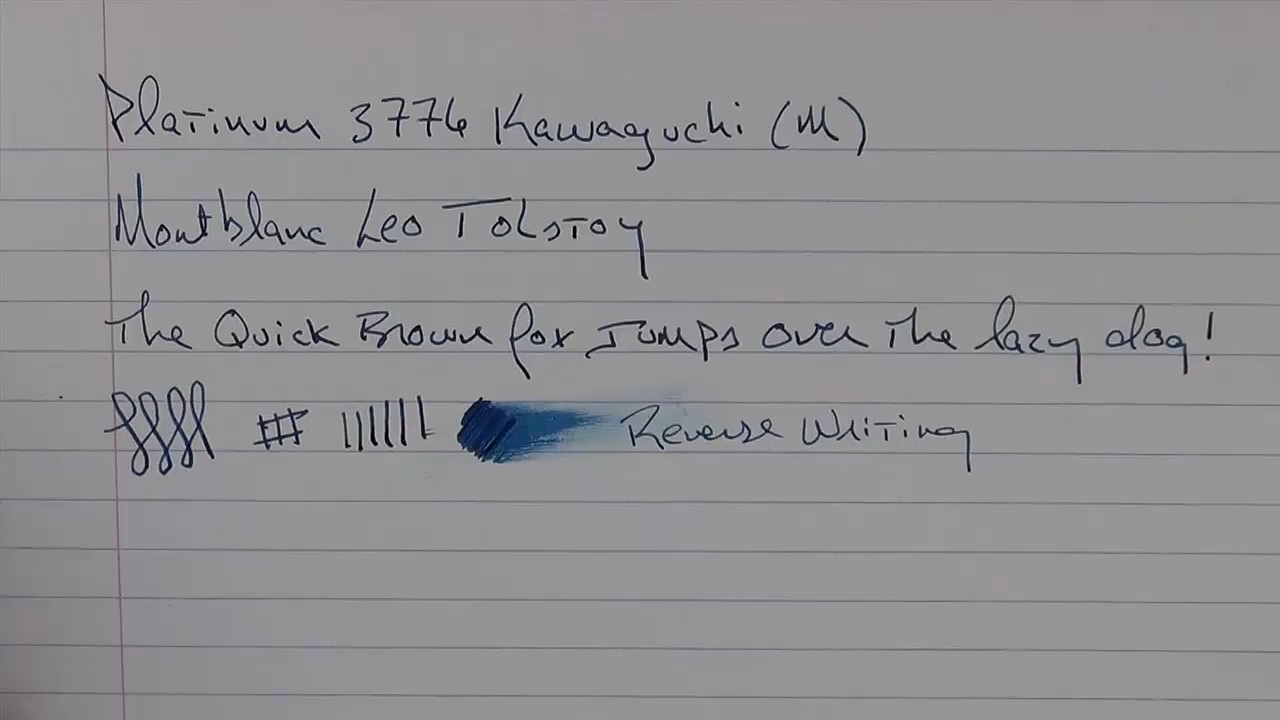 Platinum 3776 Kawaguchi (M)
Montblanc Leo Tolstoy
The Quick Brown fox Jumps over The lazy dog!
# Reverse Writing